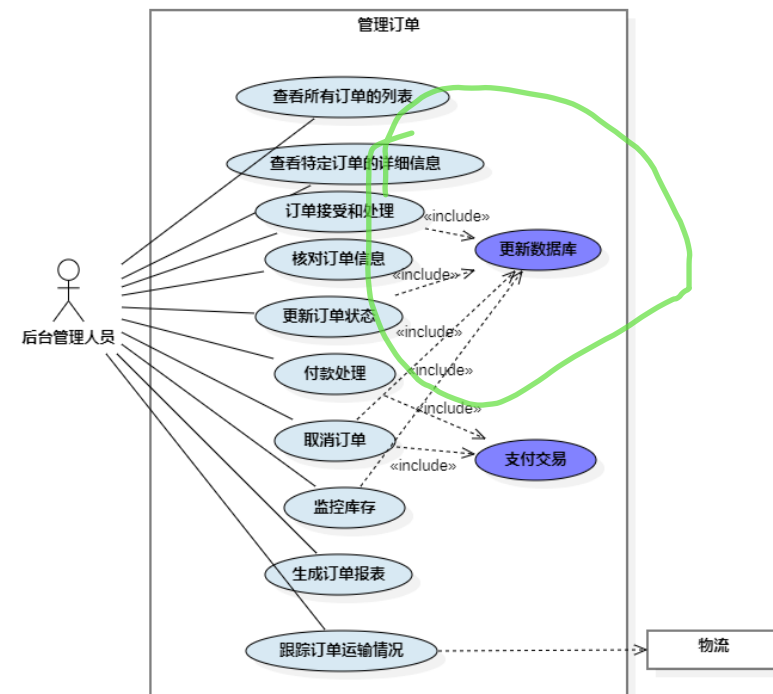 管理订单
查看所有订单的列表
查看特定订单的详细信息
订单接受和处理
«include»
更新数据库
核对订单信息
«include»
更新订单状态
«include»
后台管理人员
付款处理
«include»
«include»
取消订单
支付交易
«include»
监控库存
生成订单报表
跟踪订单运输情况
物流